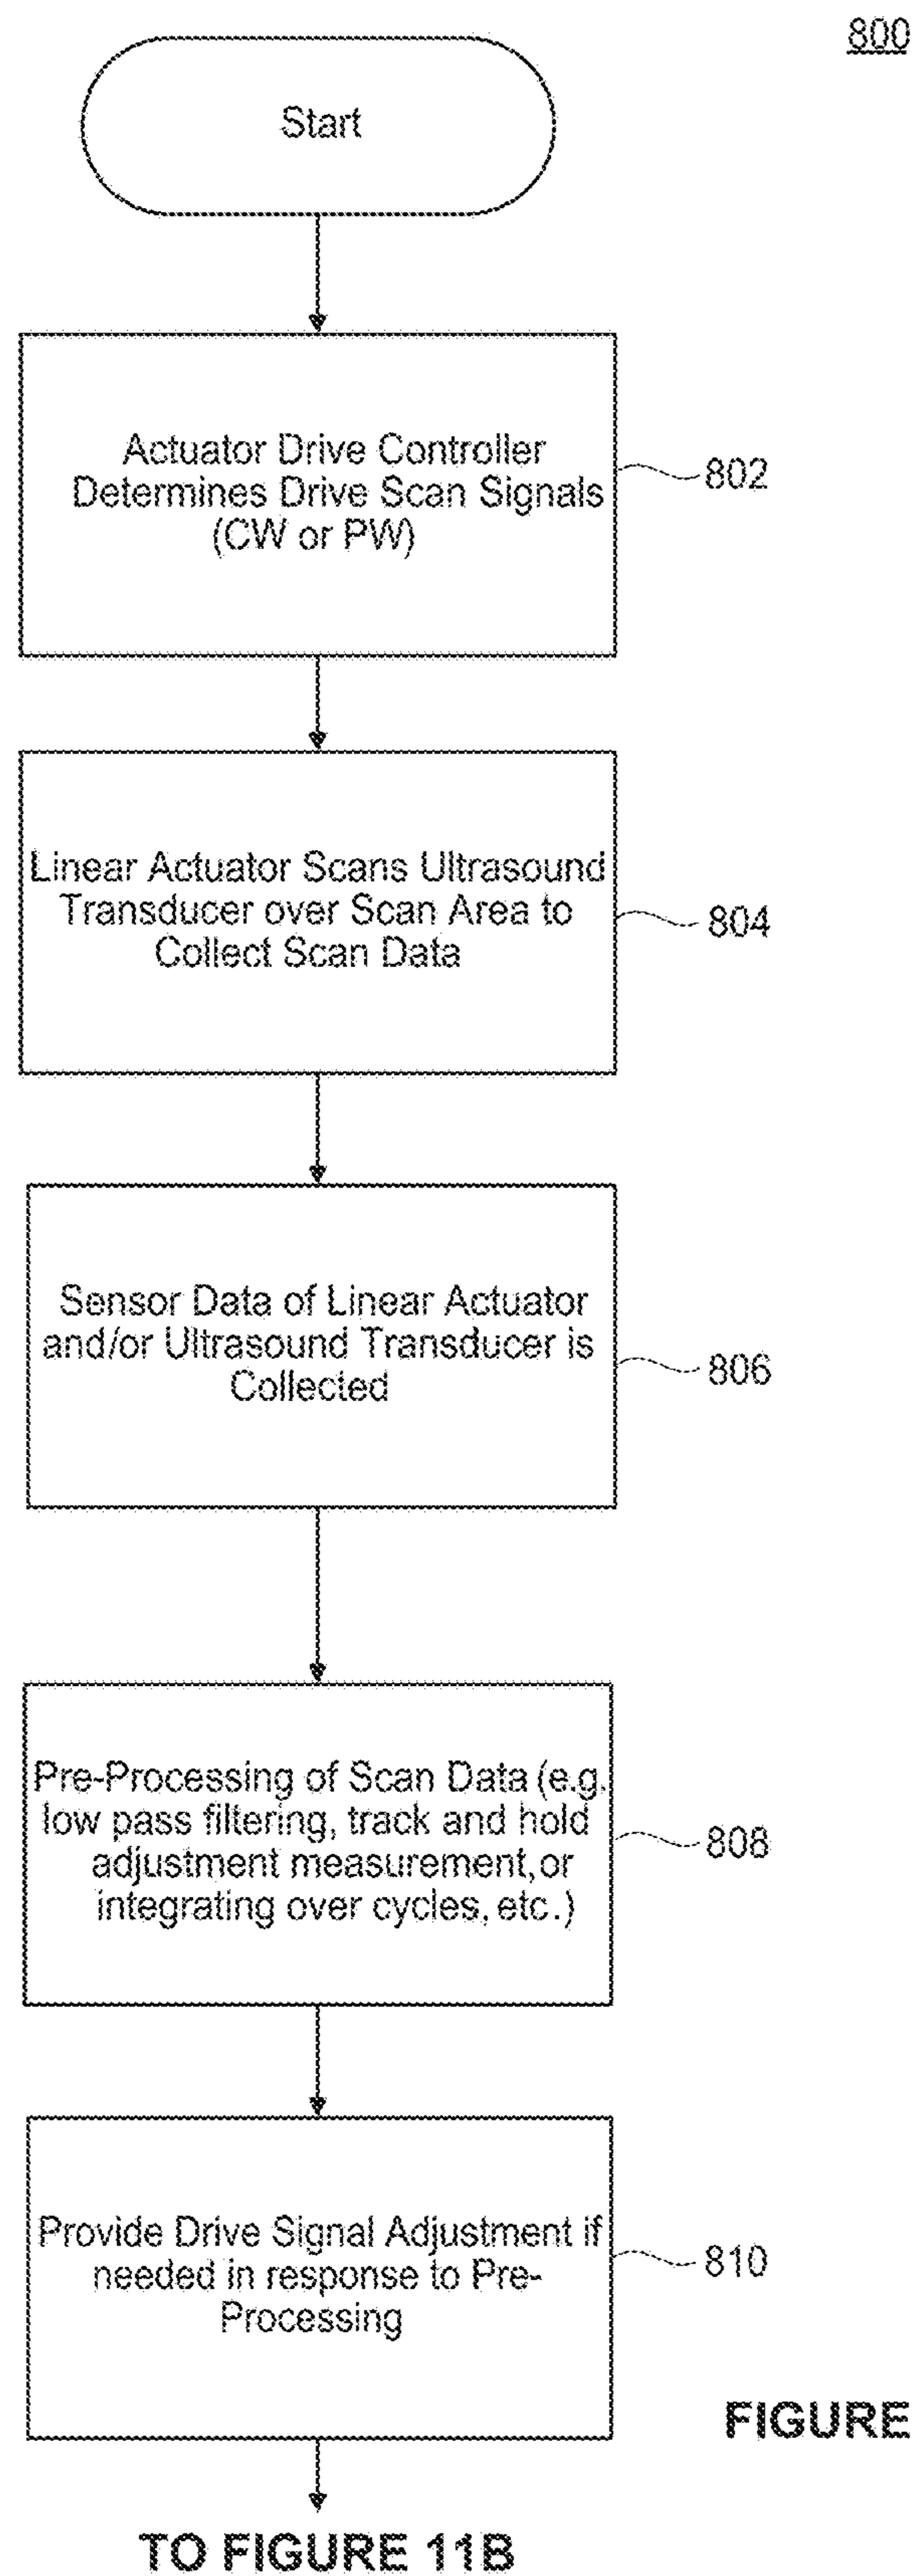 800
Start
Actuator Drive Controller
Determines Drive Scan Signals
(CW or PW)
802
Linear Actuator Scans Ultrasound
Transducer over Scan Area to
Collect Scan Data
804
Sensor Data of Linear Actuator
and/or Ultrasound Transducer is
Collected
806
Pre-Processing of Scan Data (e.g.
low pass filtering, track and hold
adjustment measurement, or
integrating over cycles, etc.)
808
Provide Drive Signal Adjustment if
needed in response to Pre-
Processing
810
FIGURE
TO FIGURE 11B